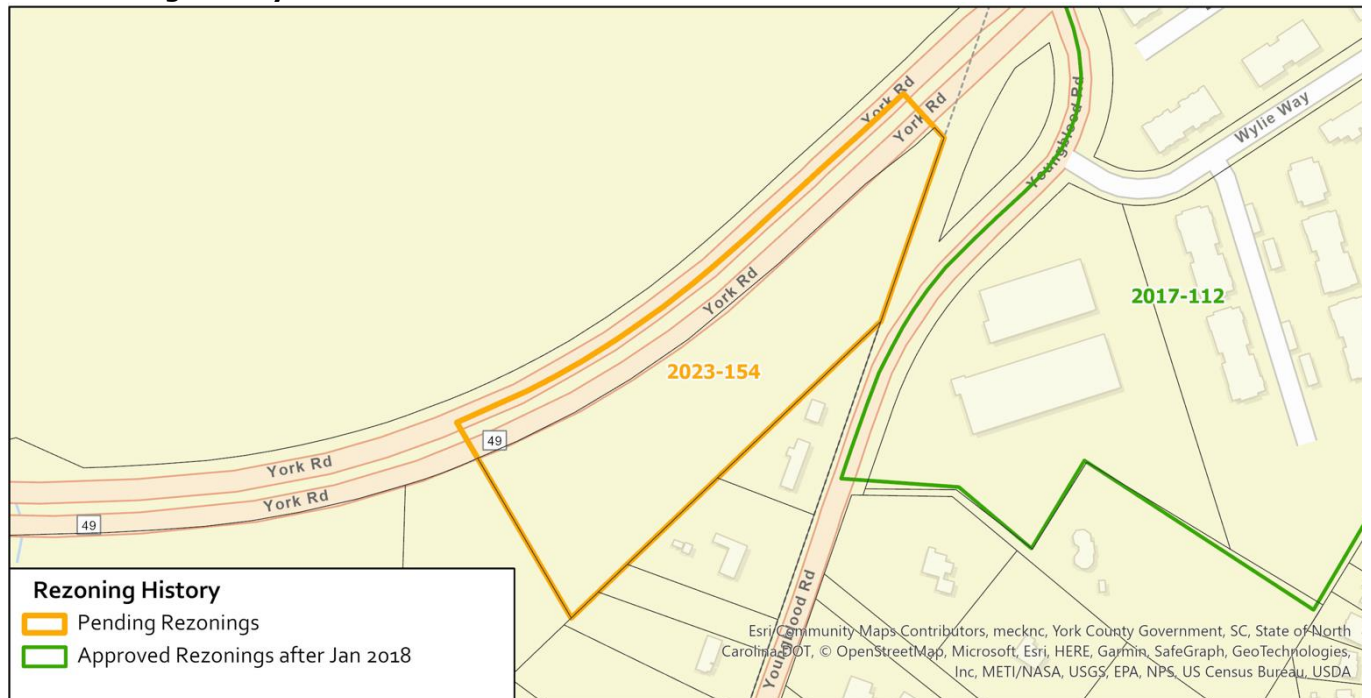 York Rd
York Rd
Youngblood Rd
Wylie Way
York Rd
2017-112
2023-154
49
York Rd
York Rd
49
Youngblood Rd
Rezoning History
Pending Rezonings
Approved Rezonings after Jan 2018
Esri Community Maps Contributors, mecknc, York County Government, SC, State of North
Carolina DOT, © OpenStreetMap, Microsoft, Esri, HERE, Garmin, SafeGraph, GeoTechnologies,
Inc, METI/NASA, USGS, EPA, NPS, US Census Bureau, USDA